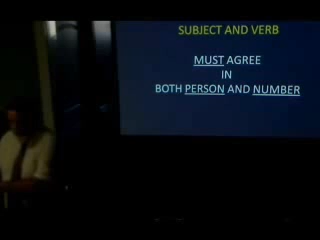 SUBJECT AND VERB
MUST AGREE
IN
BOTH PERSON AND NUMBER